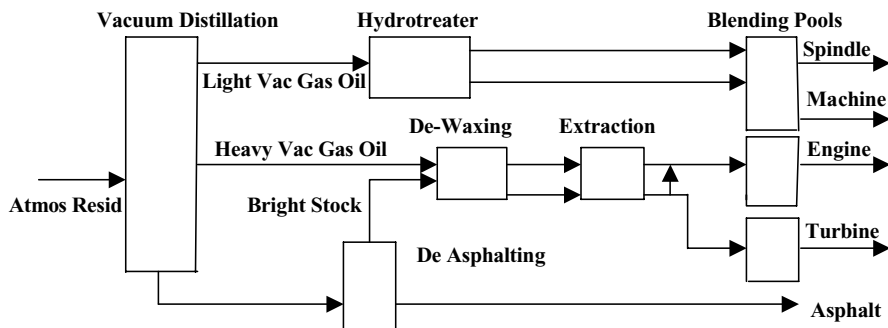 Vacuum Distillation
Hydrotreater
Blending Pools
Spindle
Light Vac Gas Oil
Machine
De-Waxing
Extraction
Heavy Vac Gas Oil
Engine
Atmos Resid
Bright Stock
Turbine
De Asphalting
Asphalt